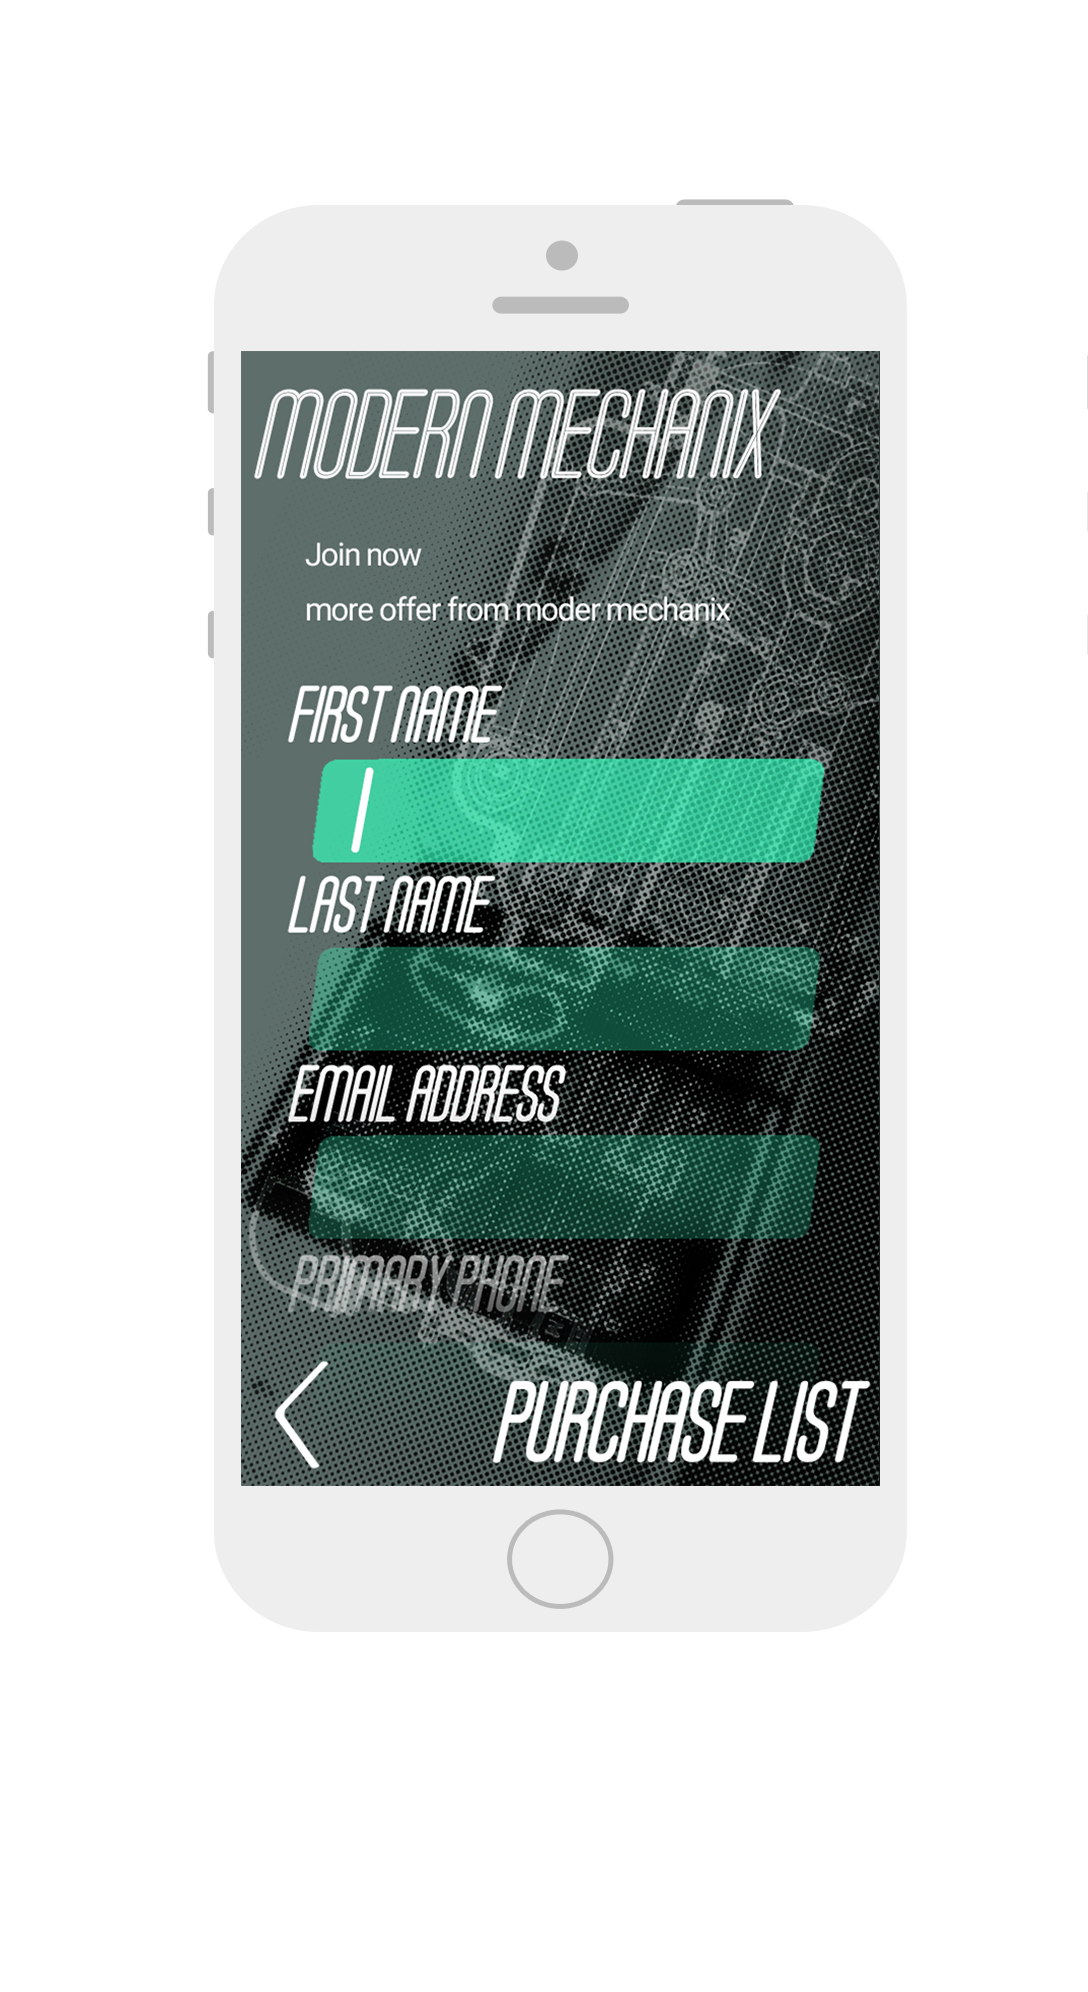 MODERN MECHANIX
Join now
more offer from moder mechanix
FIRST NAME
LAST NAME
EMAIL ADDRESS
PRIMARY PHONE
PURCHASE LIST